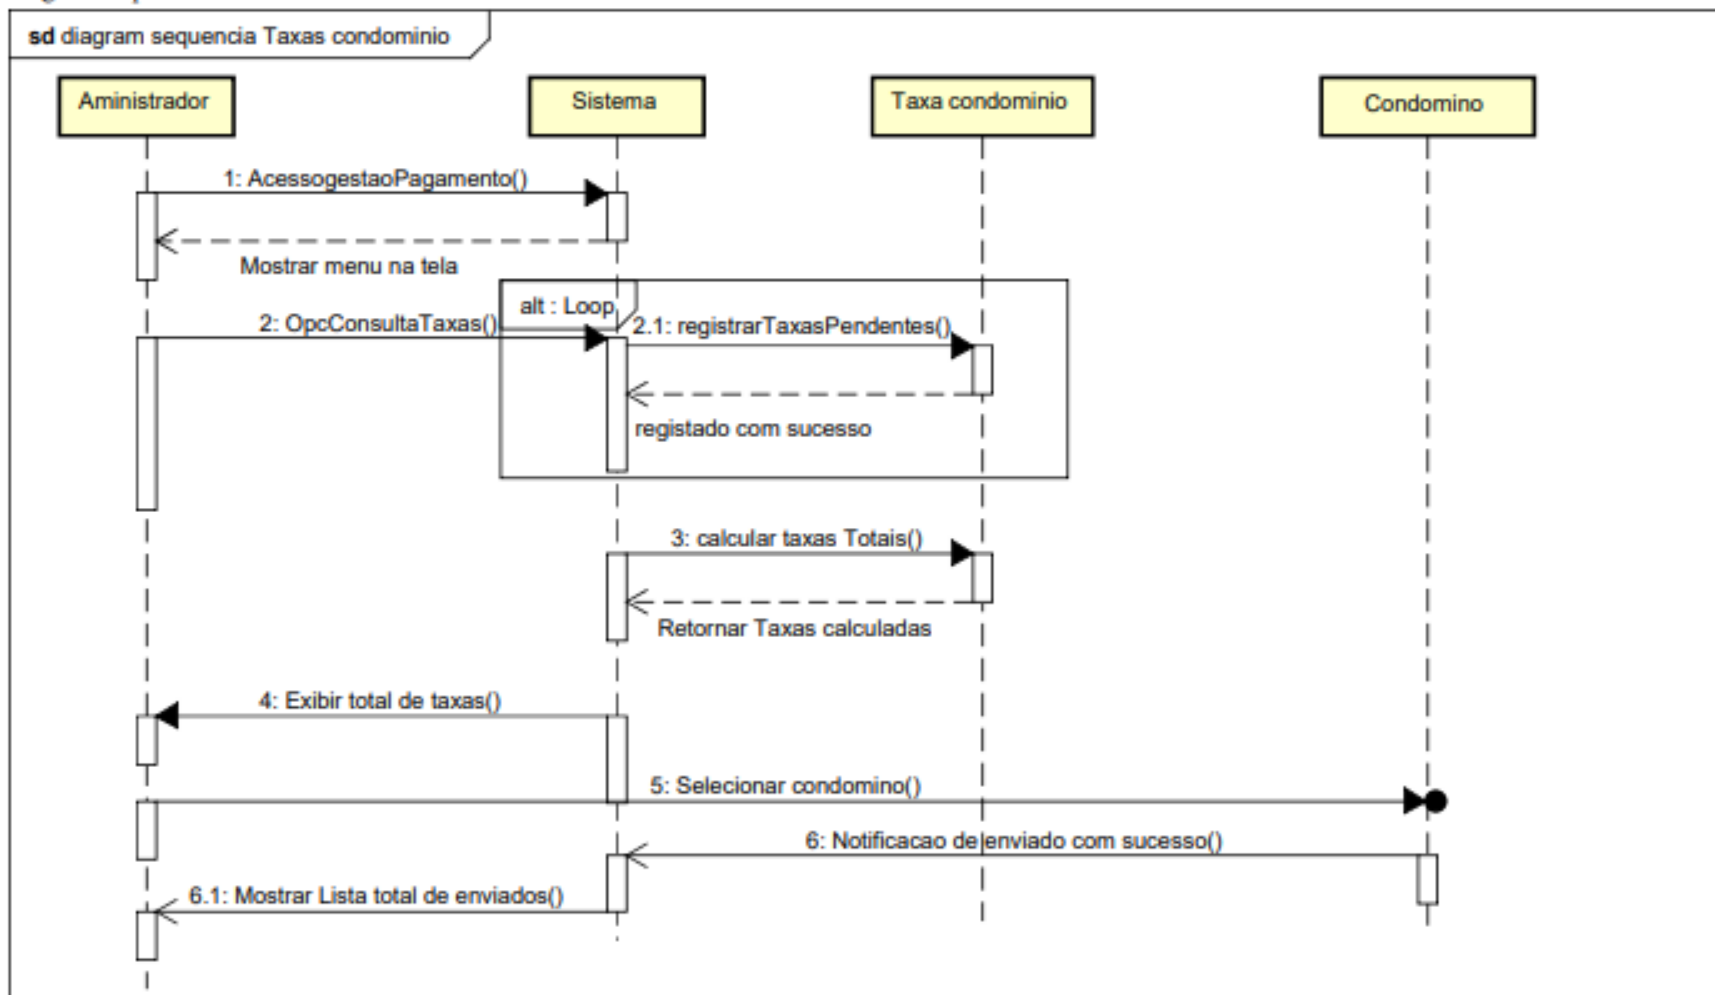 sd diagram sequencia Taxas condominio
Aministrador
Sistema
Taxa condominio
Condomino
1: AcessogestaoPagamento()
Mostrar menu na tela
alt : Loop
2: OpcConsultaTaxas()
2.1: registrarTaxasPendentes()
registado com sucesso
3: calcular taxas Totais()
Retornar Taxas calculadas
4: Exibir total de taxas()
5: Selecionar condomino()
6: Notificacao de enviado com sucesso()
6.1: Mostrar Lista total de enviados()